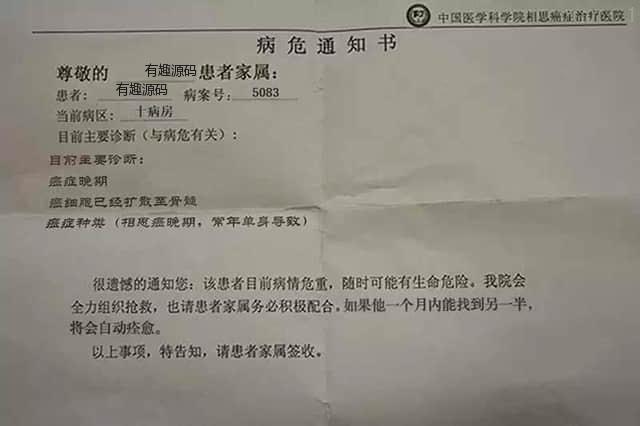 中国医学科学院相思癌症治疗医院
病危通知书
尊敬的 有趣源码 患者家属：
患者： 有趣源码 病案号： 5083
当前病区： 十病房
目前主要诊断（与病危有关）：
目前主要诊断：
癌症晚期
癌细胞已经扩散至骨髓
癌症种类（相思癌晚期，常年单身导致）
很遗憾的通知您：该患者目前病情危重，随时可能有生命危险。我院会
全力组织抢救，也请患者家属务必积极配合。如果他一个月内能找到另一半，
将会自动痊愈。
以上事项，特告知，请患者家属签收。